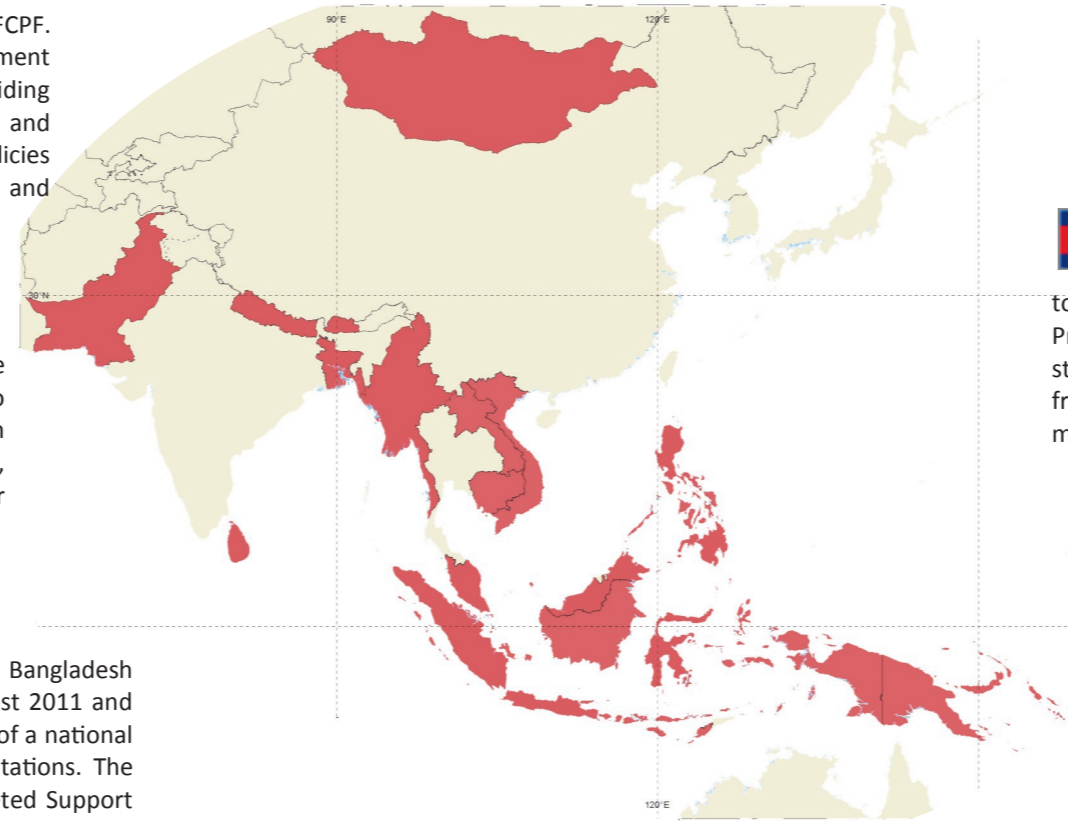 FCPF.
ment
iding
and
licies
and
90°E
120°E
30°N
to
Pr
st
fr
m
e
o
n
,
r
Bangladesh
st 2011 and
of a national
tations. The
ted Support
120°E